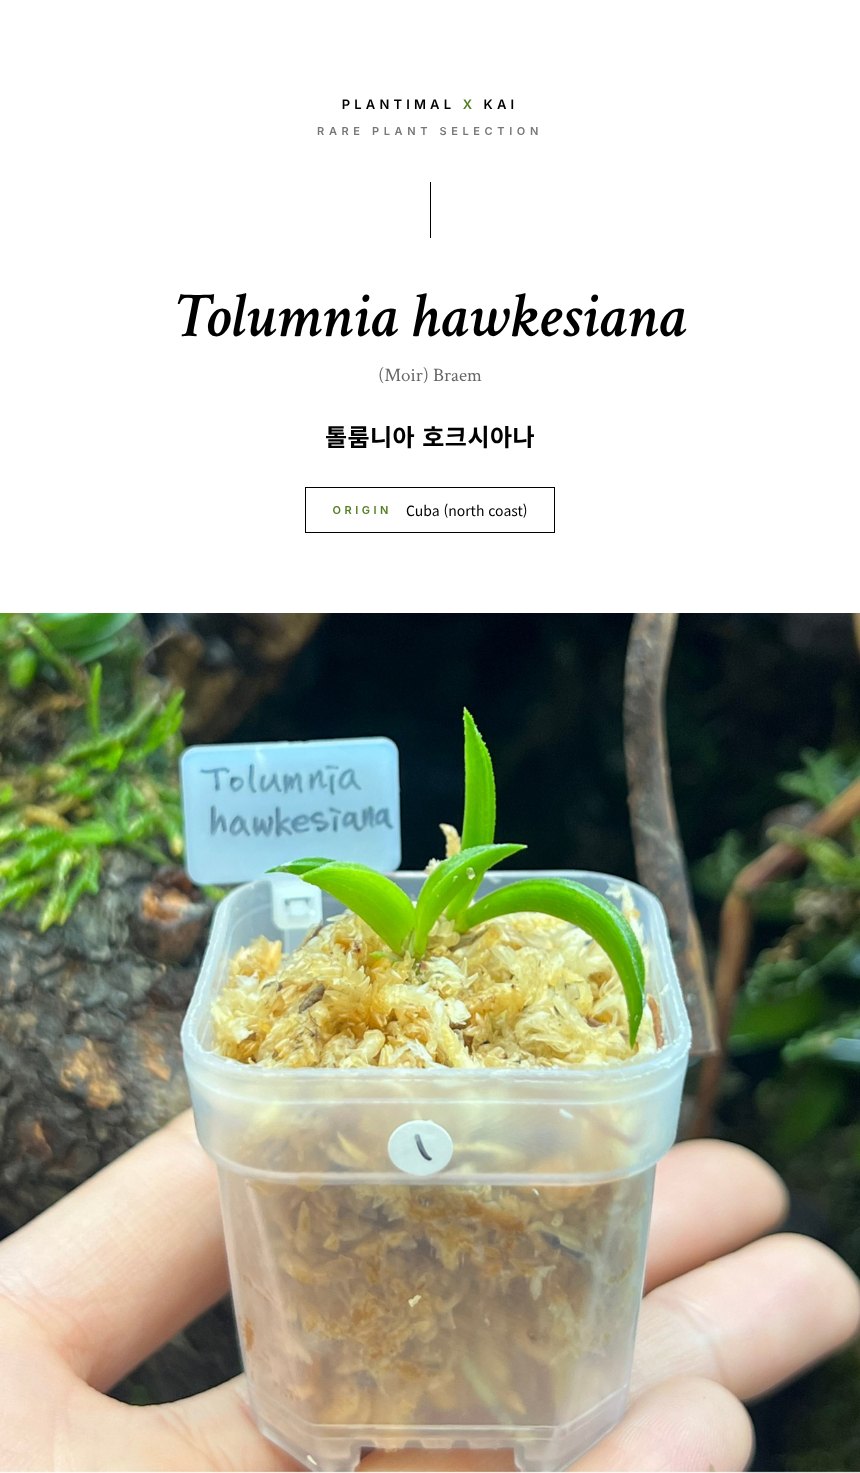 PLANTIMAL X KAI
RARE PLANT SELECTION
Tolumnia hawkesiana
(Moir) Braem
톨룸니아 호크시아나
ORIGIN Cuba (north coast)
Tolumnia
hawkesiana